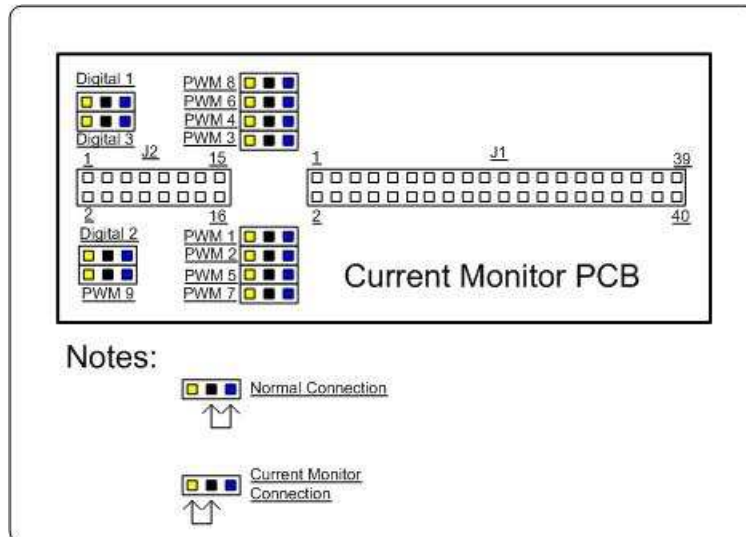 Digital 1
PWM 8
PWM 6
PWM 4
PWM 3
Digital 3
1
J2
15
1
J1
39
2
16
2
40
Digital 2
PWM 1
PWM 2
PWM 5
PWM 7
PWM 9
Current Monitor PCB
Notes:
Normal Connection
Current Monitor
Connection